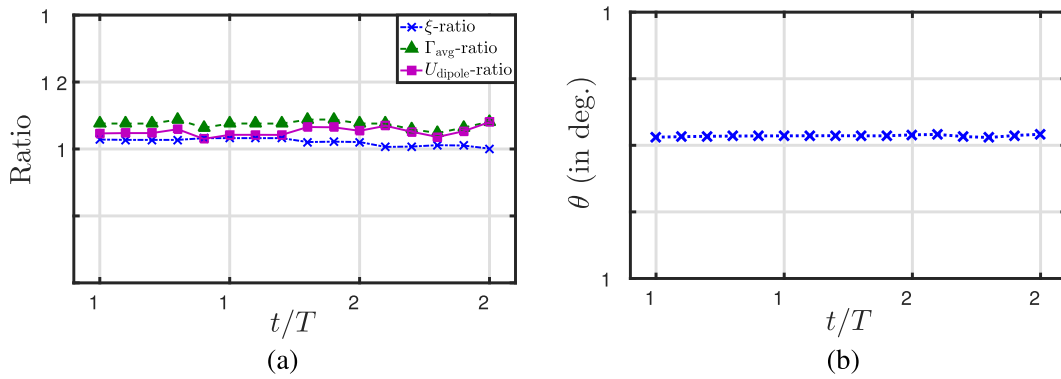 1
ξ-ratio
Γavg-ratio
Udipole-ratio
1 2
1
Ratio
1 1 2 2
t/T
(a)
1
θ (in deg.)
1
1 1 2 2
t/T
(b)